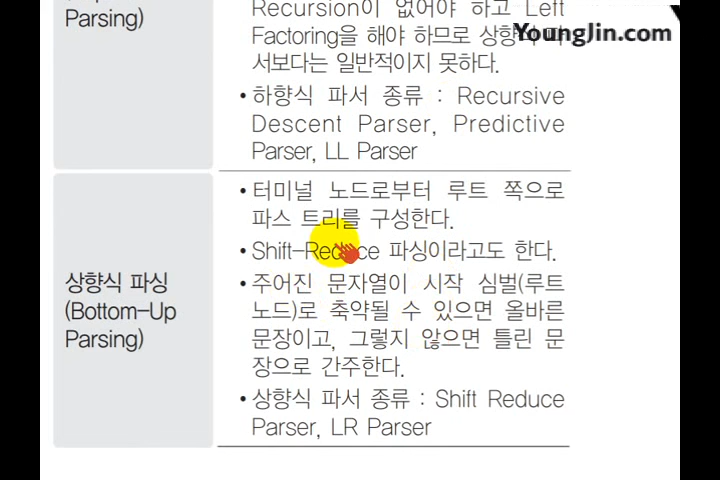 Parsing)
Recursion이 없어야 하고 Left
YoungJin.com
Factoring을 해야 하므로 상향식
서보다는 일반적이지 못하다.
• 하향식 파서 종류 : Recursive
Descent Parser, Predictive
Parser, LL Parser
상향식 파싱
(Bottom-Up
Parsing)
• 터미널 노드로부터 루트 쪽으로
파스 트리를 구성한다.
• Shift-Reduce 파싱이라고도 한다.
• 주어진 문자열이 시작 심벌(루트
노드)로 축약될 수 있으면 올바른
문장이고, 그렇지 않으면 틀린 문
장으로 간주한다.
• 상향식 파서 종류 : Shift Reduce
Parser, LR Parser